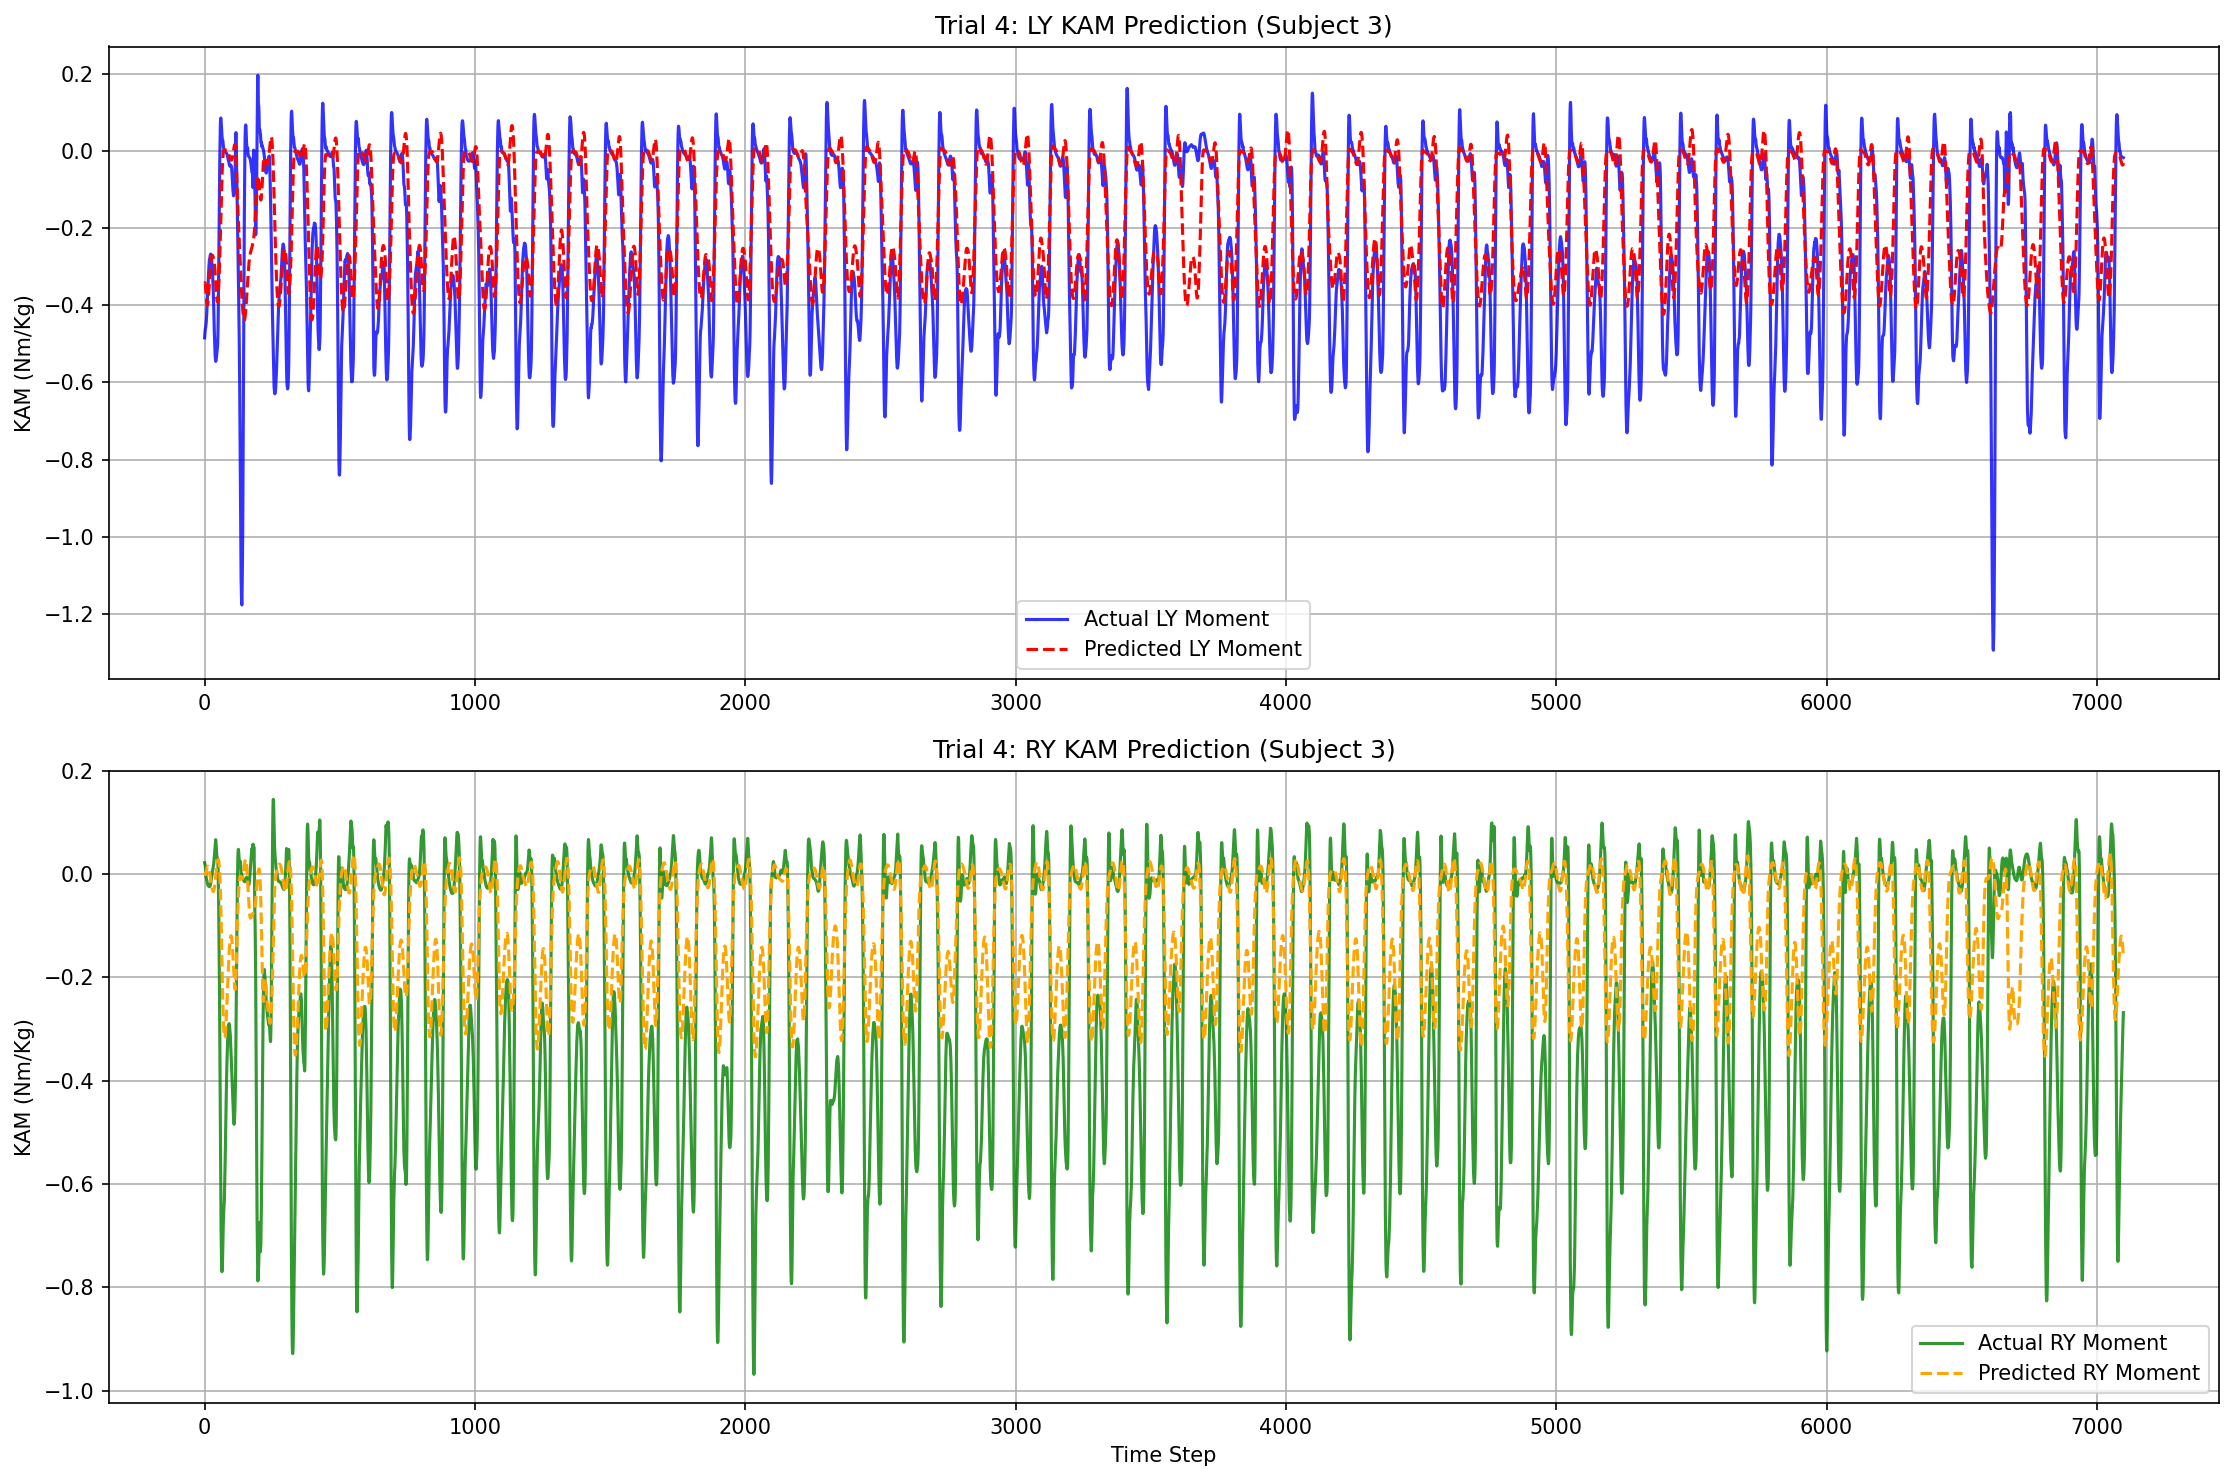 Trial 4: LY KAM Prediction (Subject 3)
KAM (Nm/Kg)
0.2
0.0
−0.2
−0.4
−0.6
−0.8
−1.0
−1.2
Actual LY Moment
Predicted LY Moment
0 1000 2000 3000 4000 5000 6000 7000
Trial 4: RY KAM Prediction (Subject 3)
KAM (Nm/Kg)
0.2
0.0
−0.2
−0.4
−0.6
−0.8
−1.0
Actual RY Moment
Predicted RY Moment
0 1000 2000 3000 4000 5000 6000 7000
Time Step